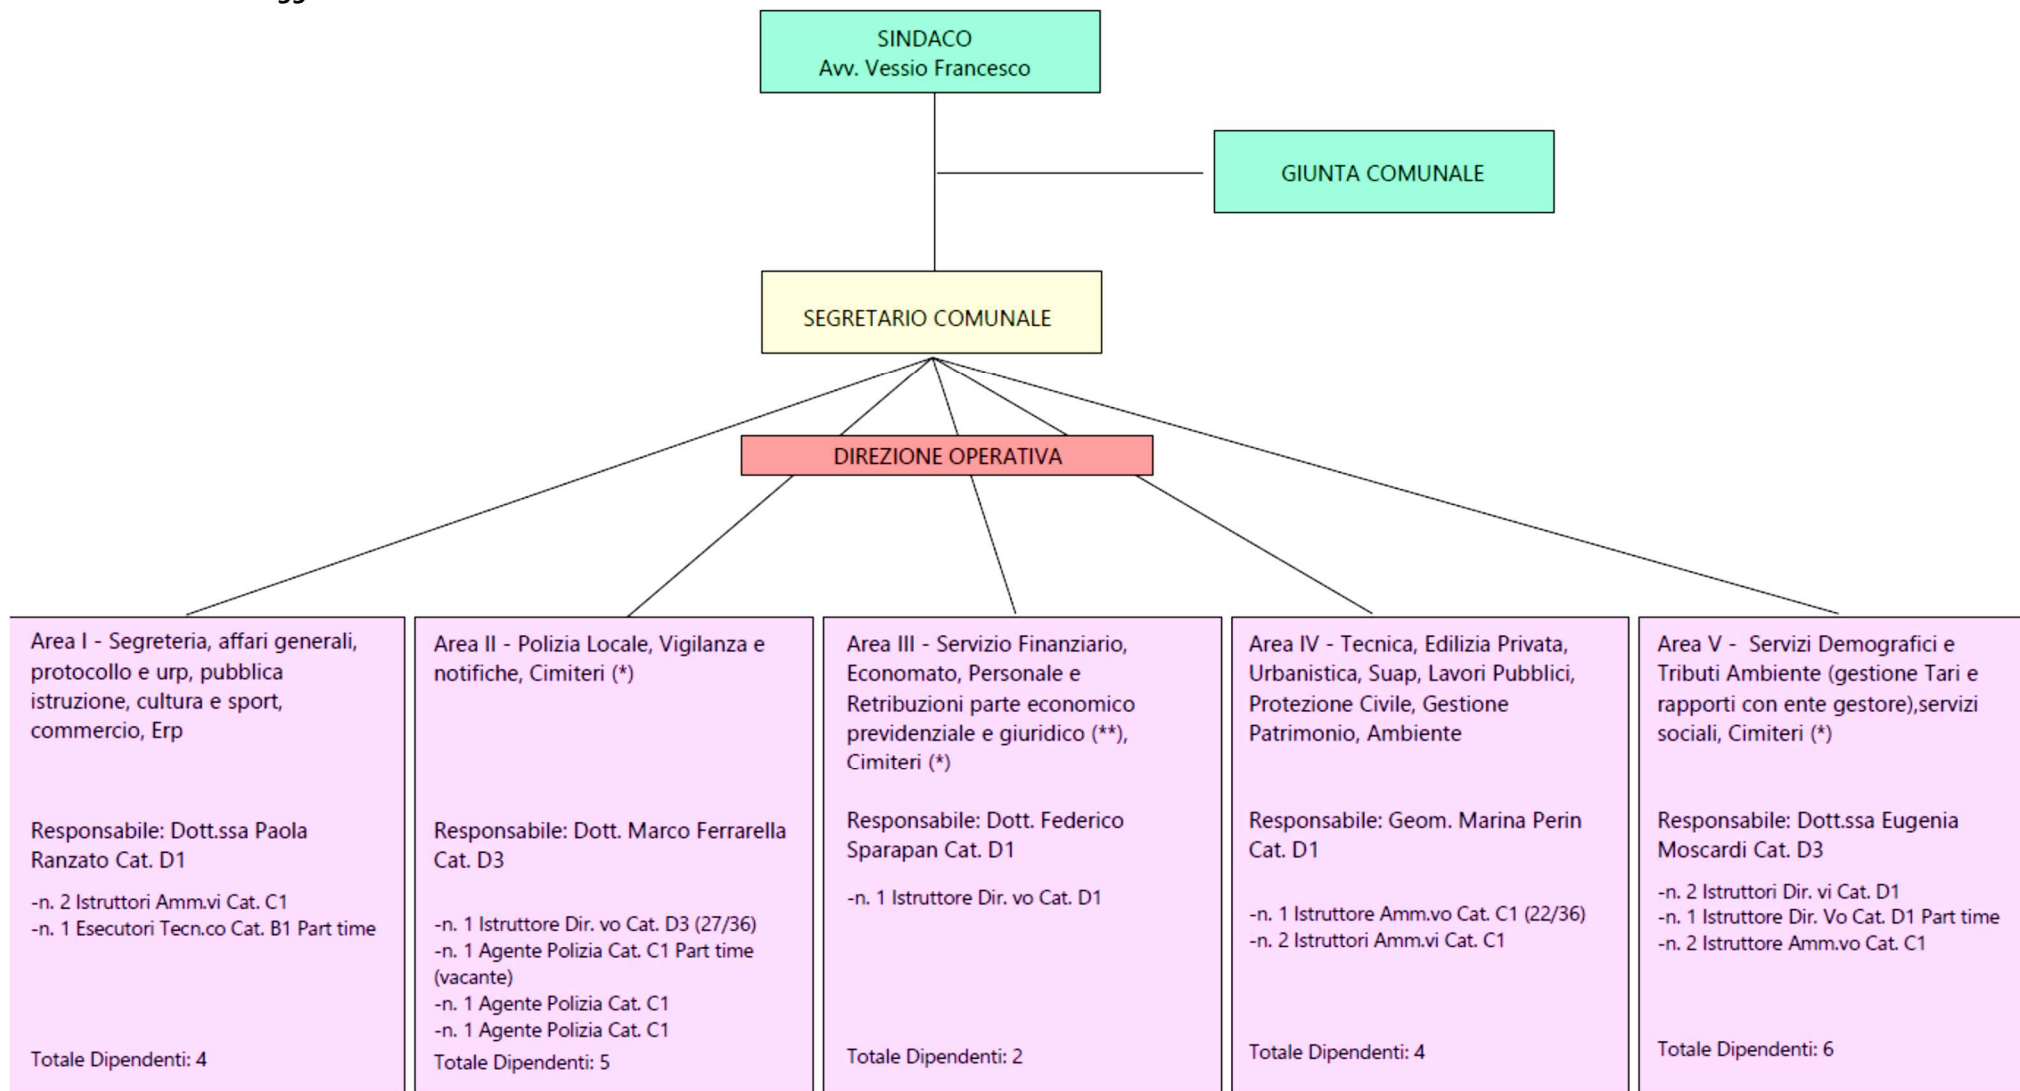 SINDACO
Avv. Vessio Francesco
GIUNTA COMUNALE
SEGRETARIO COMUNALE
DIREZIONE OPERATIVA
Area I - Segreteria, affari generali,
protocollo e urp, pubblica
istruzione, cultura e sport,
commercio, Erp
Responsabile: Dott.ssa Paola
Ranzato Cat. D1
-n. 2 Istruttori Amm.vi Cat. C1
-n. 1 Esecutori Tecn.co Cat. B1 Part time
Totale Dipendenti: 4
Area II - Polizia Locale, Vigilanza e
notifiche, Cimiteri (*)
Responsabile: Dott. Marco Ferrarella
Cat. D3
-n. 1 Istruttore Dir. vo Cat. D3 (27/36)
-n. 1 Agente Polizia Cat. C1 Part time
(vacante)
-n. 1 Agente Polizia Cat. C1
-n. 1 Agente Polizia Cat. C1
Totale Dipendenti: 5
Area III - Servizio Finanziario,
Economato, Personale e
Retribuzioni parte economico
previdenziale e giuridico (**),
Cimiteri (*)
Responsabile: Dott. Federico
Sparapan Cat. D1
-n. 1 Istruttore Dir. vo Cat. D1
Totale Dipendenti: 2
Area IV - Tecnica, Edilizia Privata,
Urbanistica, Suap, Lavori Pubblici,
Protezione Civile, Gestione
Patrimonio, Ambiente
Responsabile: Geom. Marina Perin
Cat. D1
-n. 1 Istruttore Amm.vo Cat. C1 (22/36)
-n. 2 Istruttori Amm.vi Cat. C1
Totale Dipendenti: 4
Area V - Servizi Demografici e
Tributi Ambiente (gestione Tari e
rapporti con ente gestore),servizi
sociali, Cimiteri (*)
Responsabile: Dott.ssa Eugenia
Moscardi Cat. D3
-n. 2 Istruttori Dir. vi Cat. D1
-n. 1 Istruttore Dir. Vo Cat. D1 Part time
-n. 2 Istruttore Amm.vo Cat. C1
Totale Dipendenti: 6